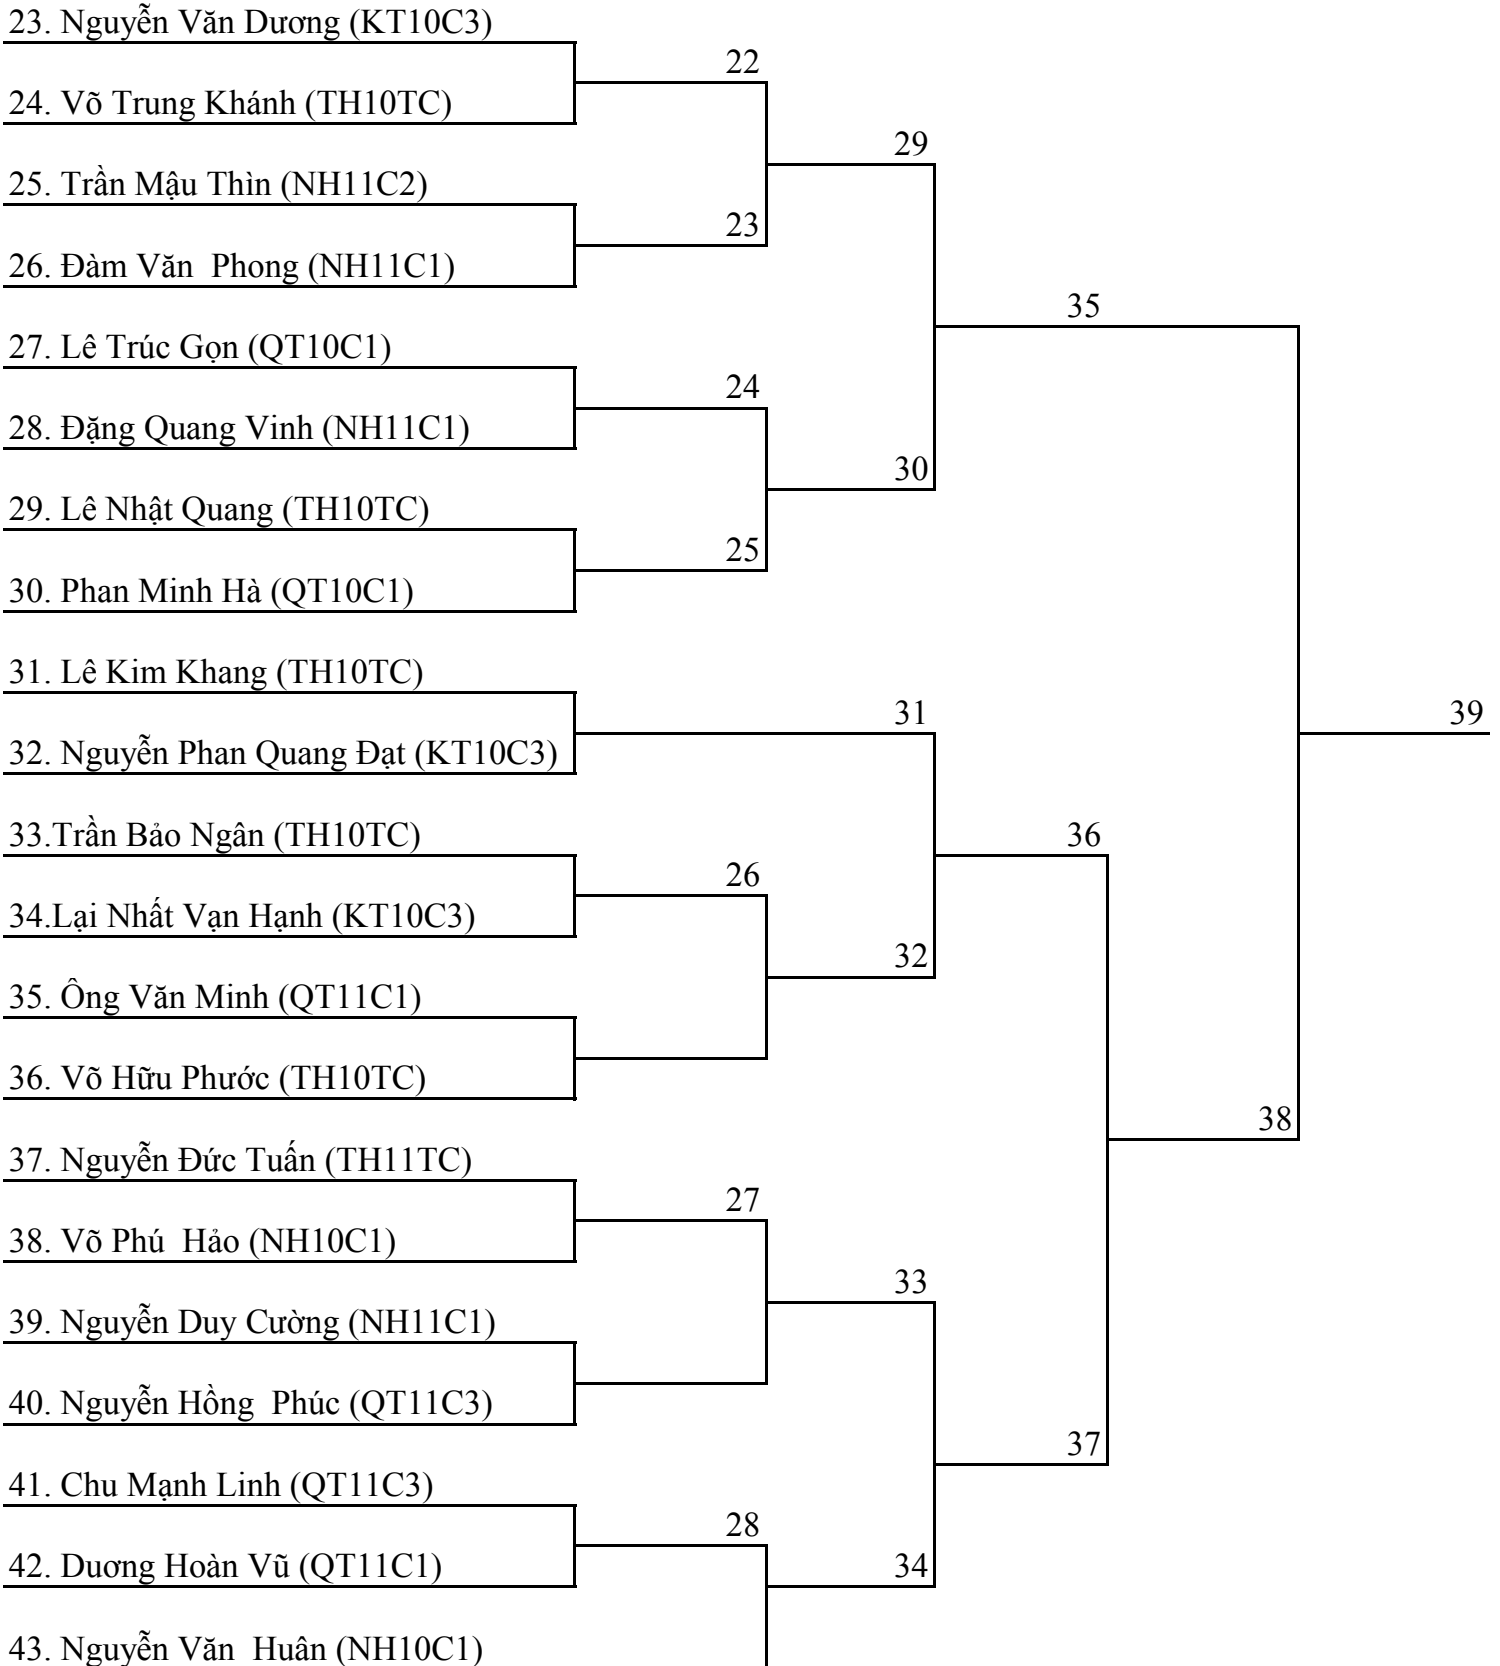 23. Nguyễn Văn Dương (KT10C3)
22
24. Võ Trung Khánh (TH10TC)
29
25. Trần Mậu Thìn (NH11C2)
23
26. Đàm Văn  Phong (NH11C1)
35
27. Lê Trúc Gọn (QT10C1)
24
28. Đặng Quang Vinh (NH11C1)
30
29. Lê Nhật Quang (TH10TC)
25
30. Phan Minh Hà (QT10C1)
31. Lê Kim Khang (TH10TC)
31
39
32. Nguyễn Phan Quang Đạt (KT10C3)
33.Trần Bảo Ngân (TH10TC)
36
26
34.Lại Nhất Vạn Hạnh (KT10C3)
32
35. Ông Văn Minh (QT11C1)
36. Võ Hữu Phước (TH10TC)
38
37. Nguyễn Đức Tuấn (TH11TC)
27
38. Võ Phú  Hảo (NH10C1)
33
39. Nguyễn Duy Cường (NH11C1)
40. Nguyễn Hồng  Phúc (QT11C3)
37
41. Chu Mạnh Linh (QT11C3)
28
42. Duơng Hoàn Vũ (QT11C1)
34
43. Nguyễn Văn  Huân (NH10C1)